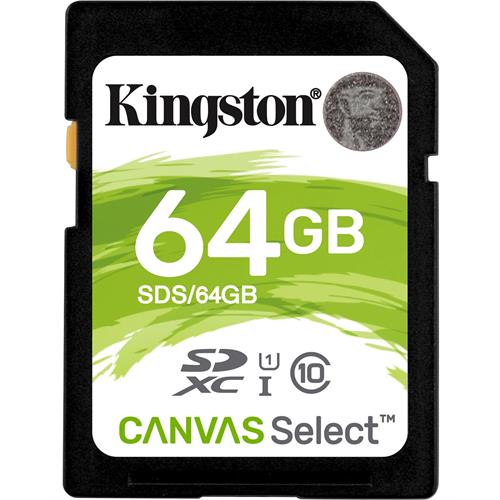 Kingston®
64GB
SDS/64GB
SD U1
XC I 10
CANVAS Select™